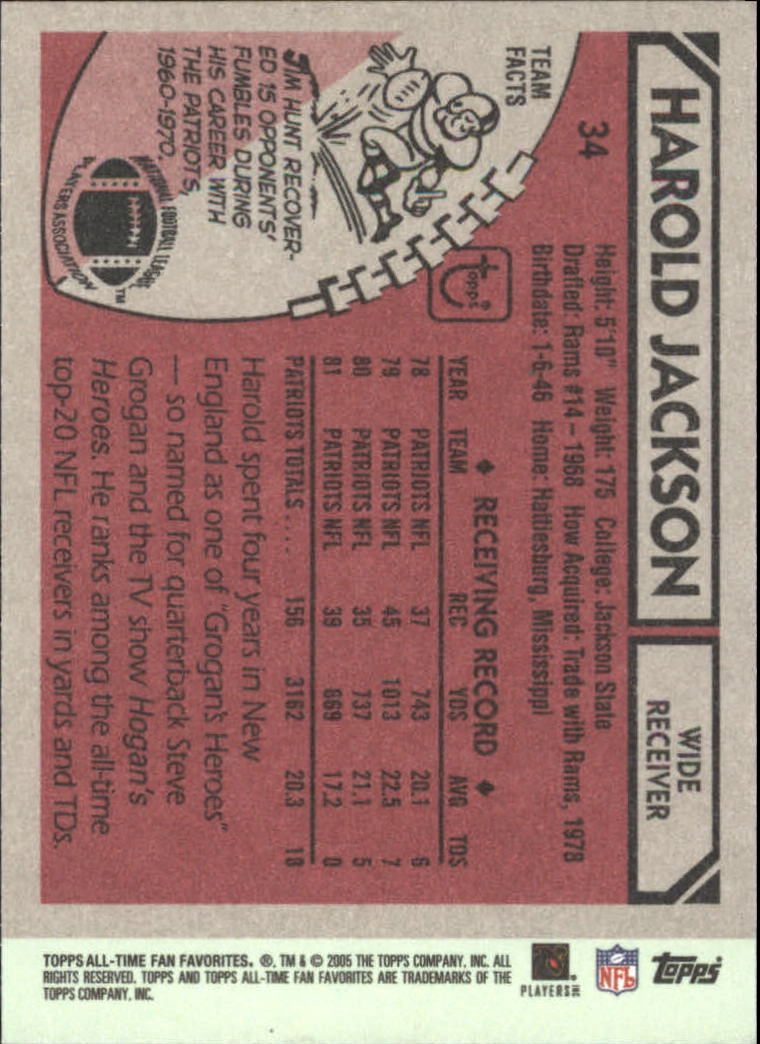 HAROLD JACKSON
WIDE
RECEIVER
34
Height: 5'10" Weight: 175 College: Jackson State
Drafted: Rams #14 – 1968 How Acquired: Trade with Rams, 1978
Birthdate: 1-6-46 Home: Hattiesburg, Mississippi
TEAM
FACTS
JIM HUNT RECOVER-
ED 15 OPPONENTS'
FUMBLES DURING
HIS CAREER WITH
THE PATRIOTS,
1960-1970.
NATIONAL FOOTBALL LEAGUE
PLAYERS ASSOCIATION
TM
topps®
◆ RECEIVING RECORD ◆
YEAR TEAM REC YDS AVG TDS
78 PATRIOTS NFL 37 743 20.1 6
79 PATRIOTS NFL 45 1013 22.5 7
80 PATRIOTS NFL 35 737 21.1 5
81 PATRIOTS NFL 39 669 17.2 0
PATRIOTS TOTALS .... 156 3162 20.3 18
Harold spent four years in New
England as one of "Grogan's Heroes"
— so named for quarterback Steve
Grogan and the TV show Hogan's
Heroes. He ranks among the all-time
top-20 NFL receivers in yards and TDs.
TOPPS ALL-TIME FAN FAVORITES. ®, TM & © 2005 THE TOPPS COMPANY, INC. ALL
RIGHTS RESERVED. TOPPS AND TOPPS ALL-TIME FAN FAVORITES ARE TRADEMARKS OF THE
TOPPS COMPANY, INC.
PLAYERS INC
NFL
topps